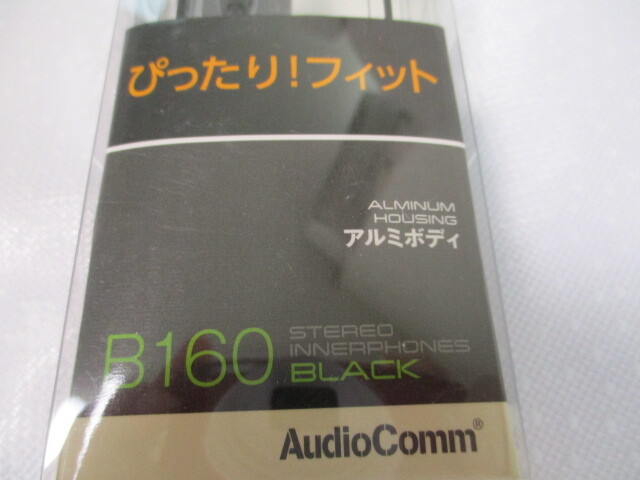 ぴったり!フィット
ALMINUM
HOUSING
アルミボディ
B160
STEREO
INNERPHONES
BLACK
AudioComm®